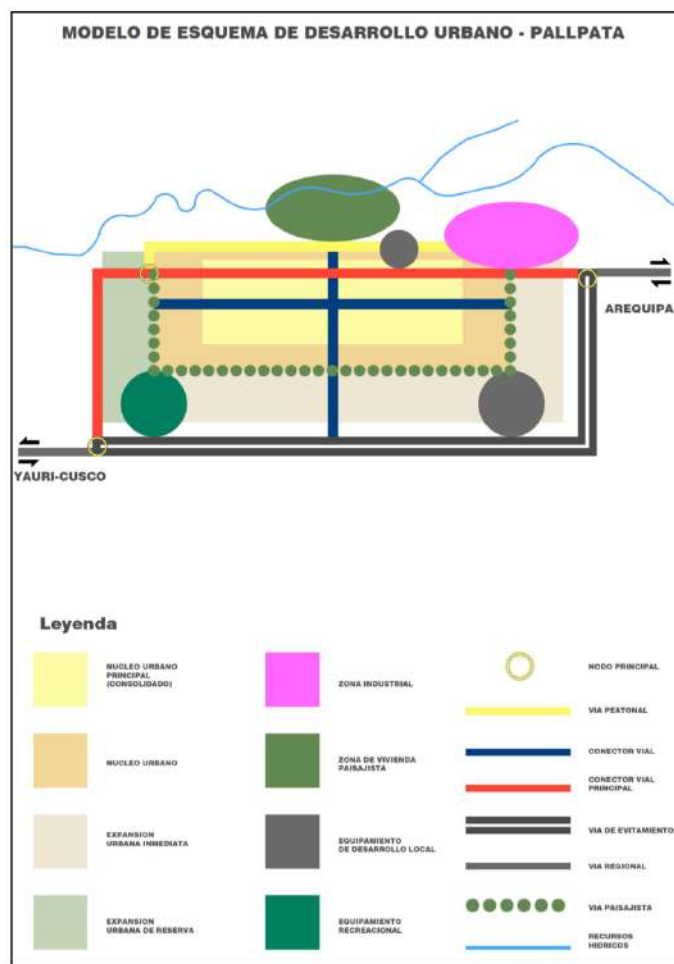 MODELO DE ESQUEMA DE DESARROLLO URBANO - PALLPATA
AREQUIPA
YAURI-CUSCO
Leyenda
NUCLEO URBANO
PRINCIPAL
(CONSOLIDADO)
NUCLEO URBANO
EXPANSION
URBANA INMEDIATA
EXPANSION
URBANA DE RESERVA
ZONA INDUSTRIAL
ZONA DE VIVIENDA
PAISAJISTA
EQUIPAMIENTO
DE DESARROLLO LOCAL
EQUIPAMIENTO
RECREACIONAL
NODO PRINCIPAL
VIA PEATONAL
CONECTOR VIAL
CONECTOR VIAL
PRINCIPAL
VIA DE EVITAMIENTO
VIA REGIONAL
VIA PAISAJISTA
RECURSOS
HIDRICOS